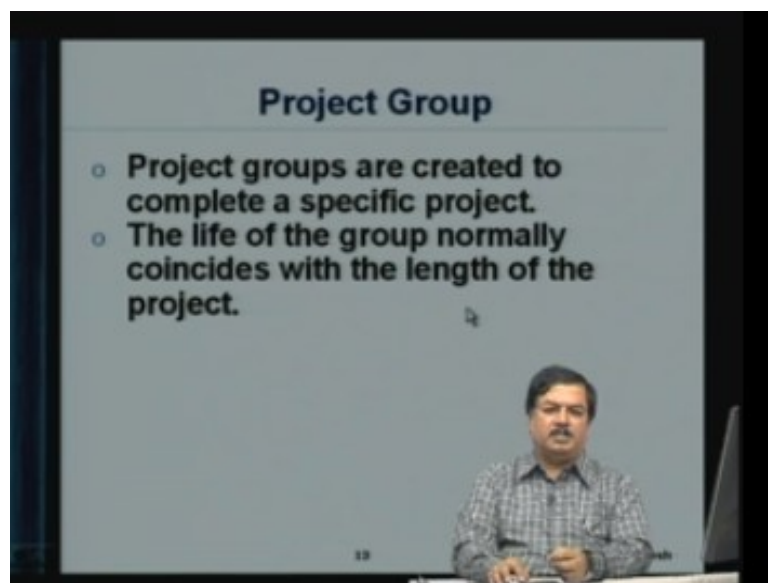 Project Group
o Project groups are created to
complete a specific project.
o The life of the group normally
coincides with the length of the
project.